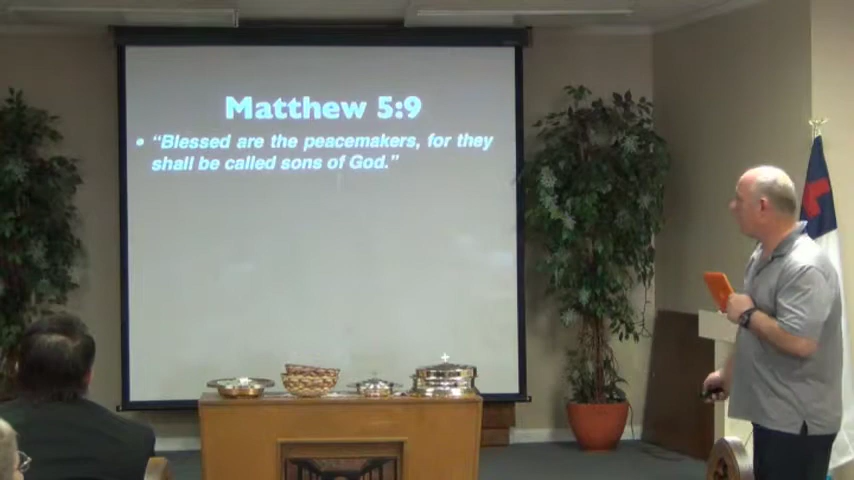 Matthew 5:9
• “Blessed are the peacemakers, for they
shall be called sons of God.”